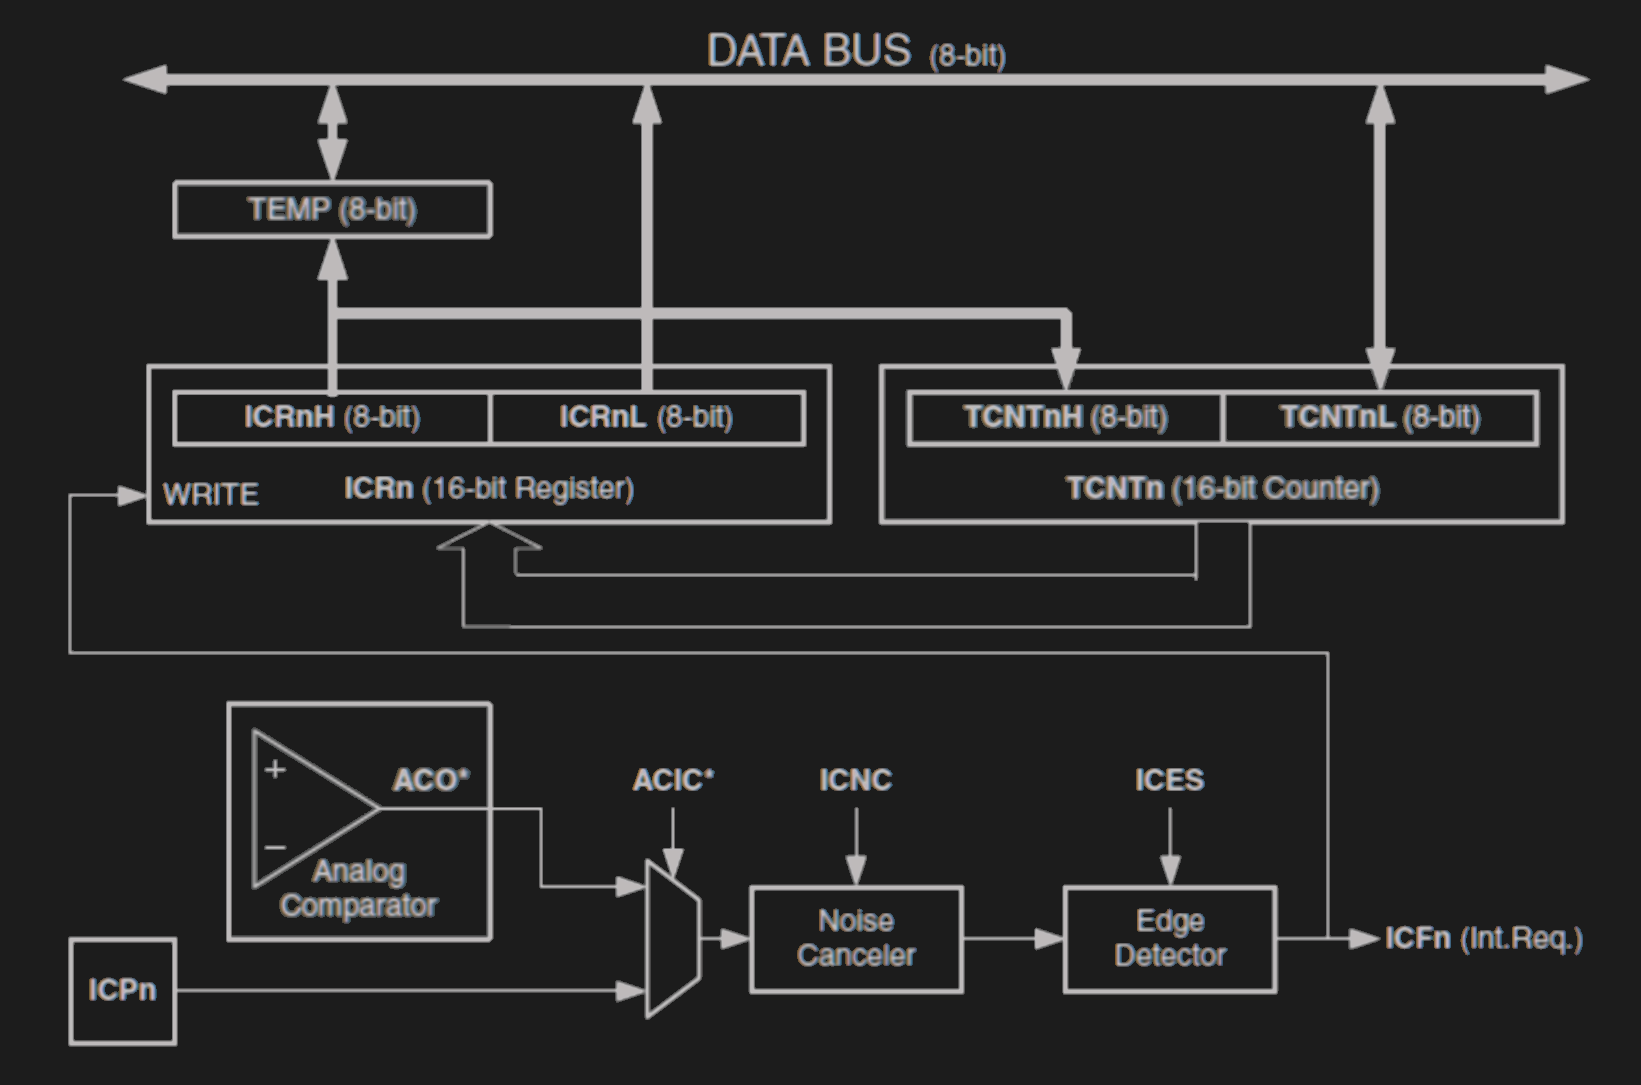 DATA BUS (8-bit)
TEMP (8-bit)
ICRnH (8-bit)
ICRnL (8-bit)
TCNTnH (8-bit)
TCNTnL (8-bit)
WRITE
ICRn (16-bit Register)
TCNTn (16-bit Counter)
+
−
ACO*
Analog
Comparator
ACIC*
ICNC
ICES
Noise
Canceler
Edge
Detector
ICFn (Int.Req.)
ICPn